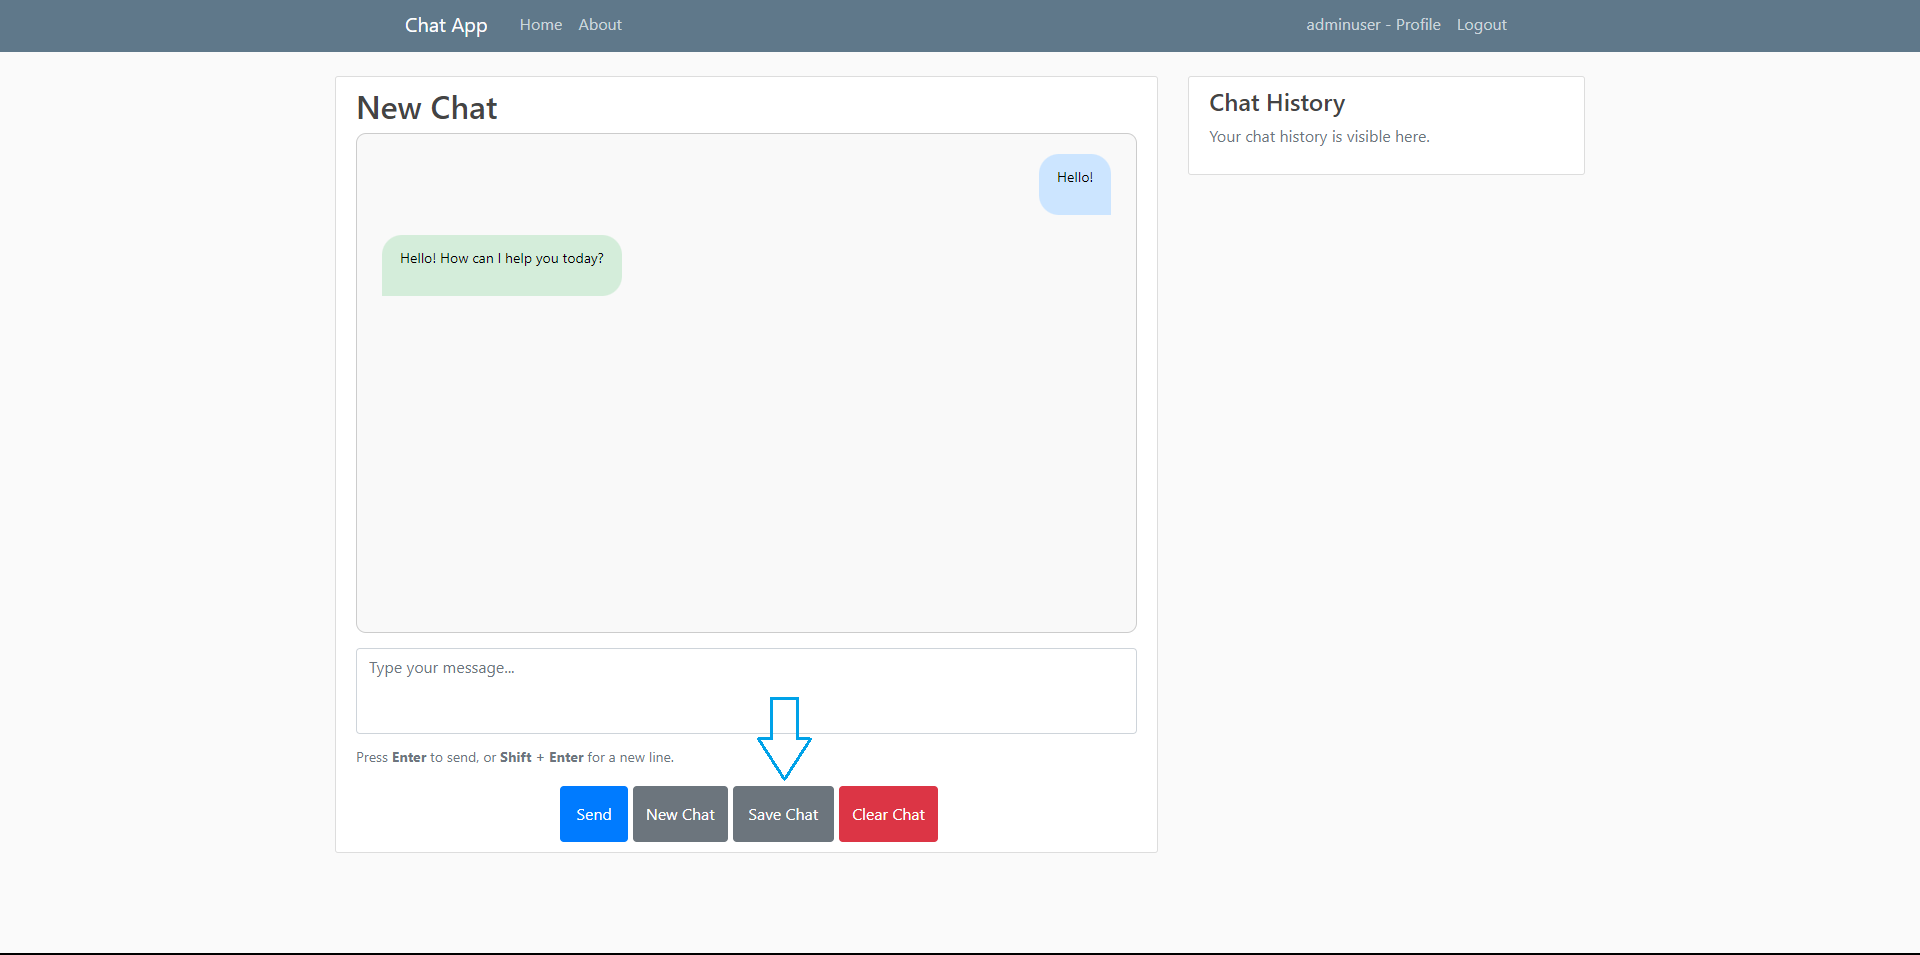 Chat App Home About adminuser - Profile Logout
New Chat
Hello!
Hello! How can I help you today?
Type your message...
Press Enter to send, or Shift + Enter for a new line.
Send New Chat Save Chat Clear Chat
Chat History
Your chat history is visible here.